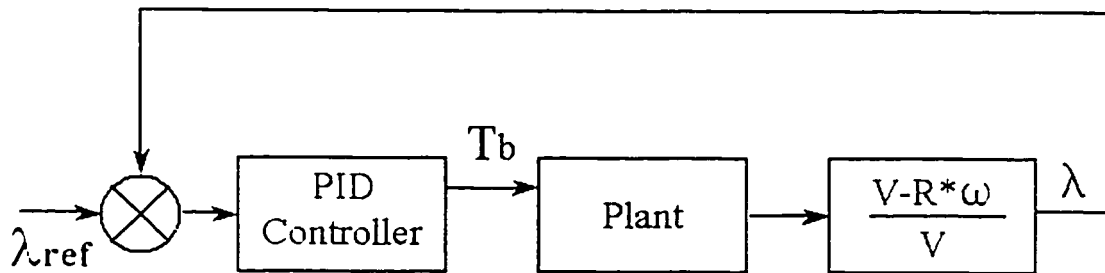 Tb
PID
Controller
Plant
V-R*ω
V
λ
λref